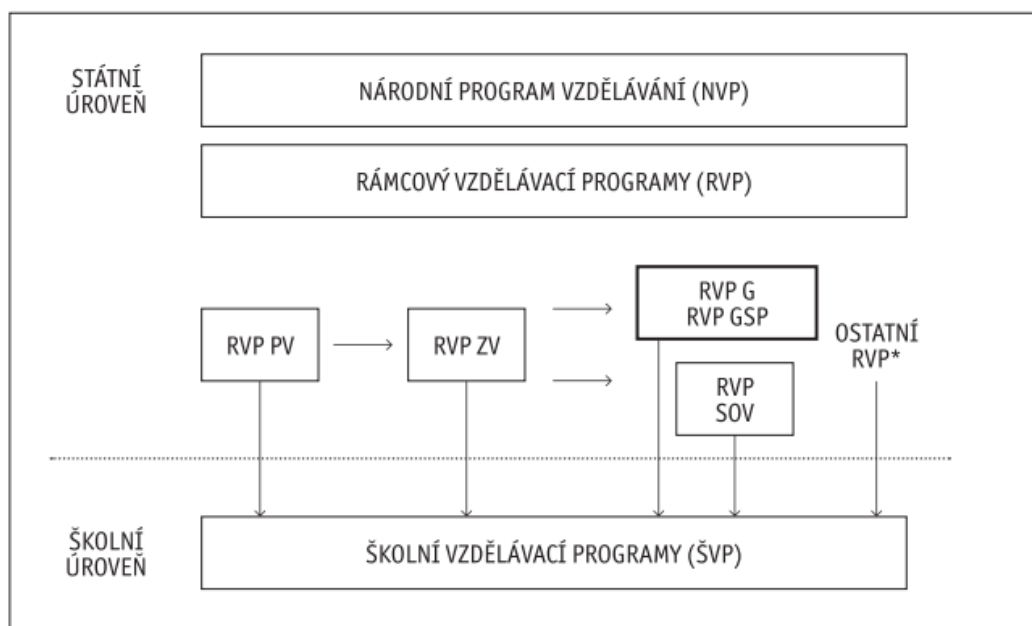 STÁTNÍ
ÚROVEŇ
NÁRODNÍ PROGRAM VZDĚLÁVÁNÍ (NVP)
RÁMCOVÝ VZDĚLÁVACÍ PROGRAMY (RVP)
RVP PV
RVP ZV
RVP G
RVP GSP
RVP
SOV
OSTATNÍ
RVP*
ŠKOLNÍ
ÚROVEŇ
ŠKOLNÍ VZDĚLÁVACÍ PROGRAMY (ŠVP)